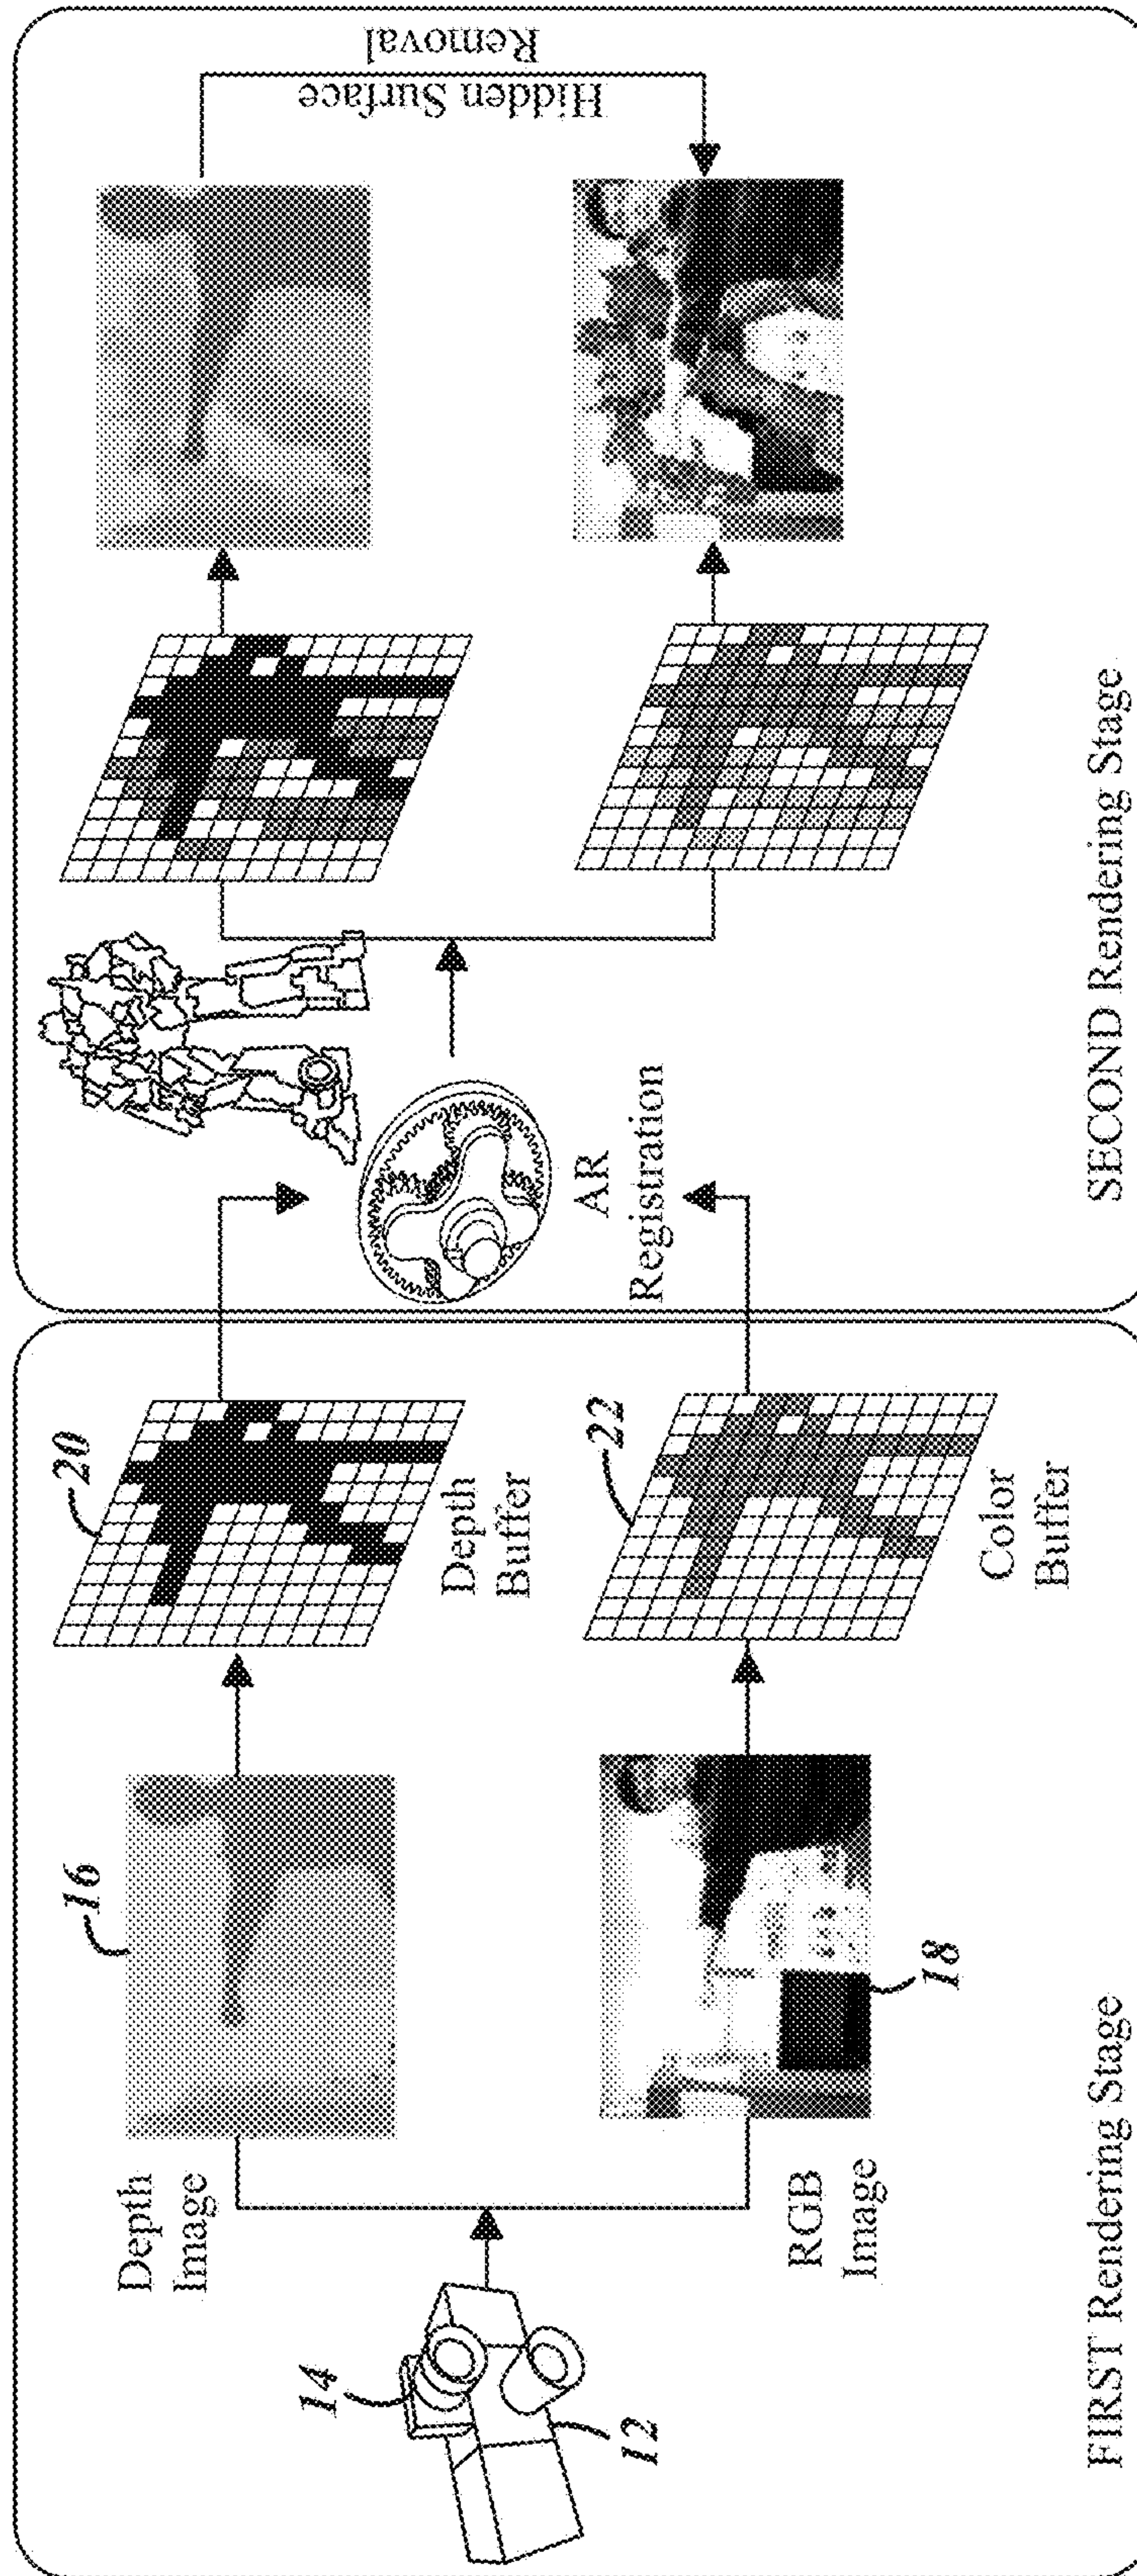 14
12
Depth
Image
16
RGB
Image
18
20
Depth
Buffer
22
Color
Buffer
FIRST Rendering Stage
AR
Registration
Hidden Surface
Removal
SECOND Rendering Stage